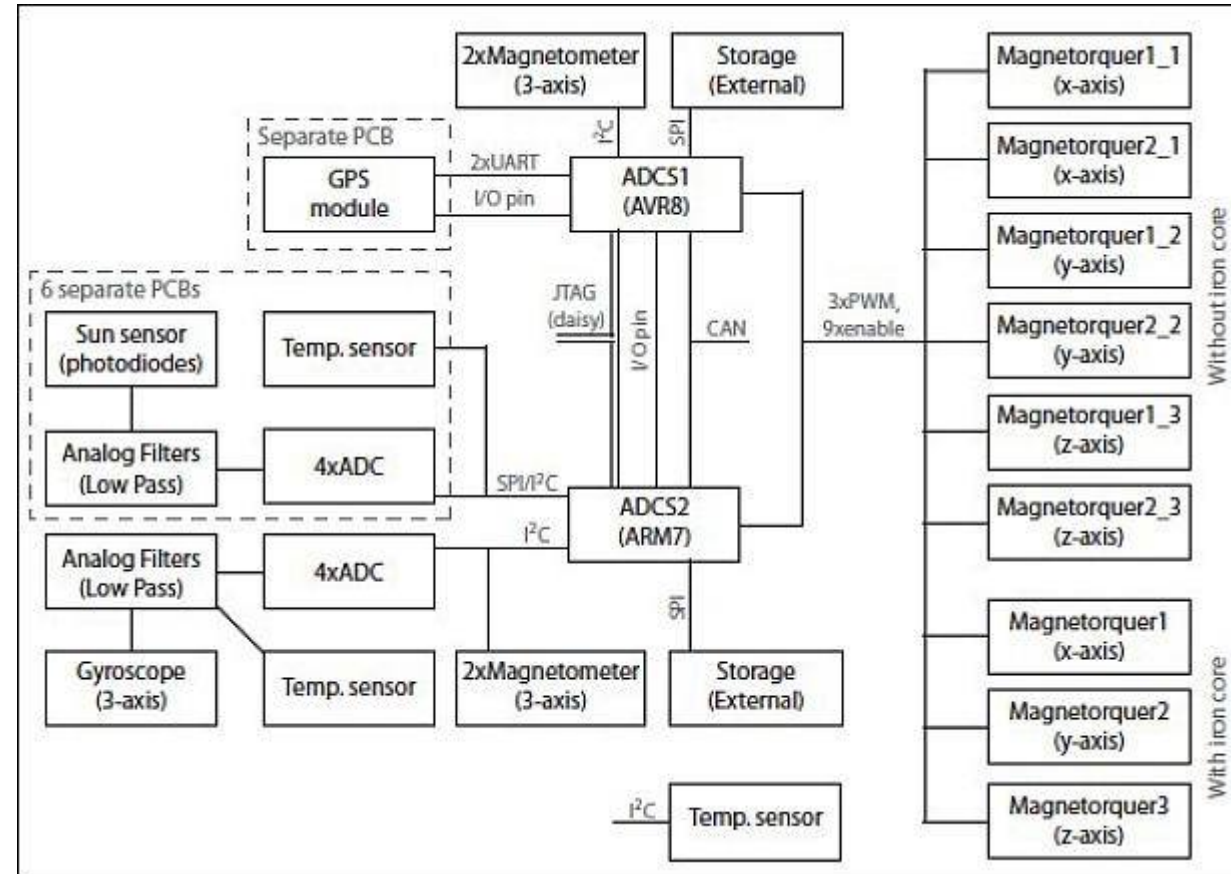 2xMagnetometer
(3-axis)
Storage
(External)
Magnetorquer1_1
(x-axis)
I²C
SPI
Separate PCB
GPS
module
2xUART
I/O pin
ADCS1
(AVR8)
Magnetorquer2_1
(x-axis)
Magnetorquer1_2
(y-axis)
6 separate PCBs
Sun sensor
(photodiodes)
Temp. sensor
JTAG
(daisy)
I/O pin
CAN
3xPWM,
9xenable
Magnetorquer2_2
(y-axis)
Without iron core
Analog Filters
(Low Pass)
4xADC
SPI/I²C
Magnetorquer1_3
(z-axis)
ADCS2
(ARM7)
Magnetorquer2_3
(z-axis)
I²C
Analog Filters
(Low Pass)
4xADC
SPI
Magnetorquer1
(x-axis)
Gyroscope
(3-axis)
Temp. sensor
2xMagnetometer
(3-axis)
Storage
(External)
Magnetorquer2
(y-axis)
With iron core
I²C
Temp. sensor
Magnetorquer3
(z-axis)